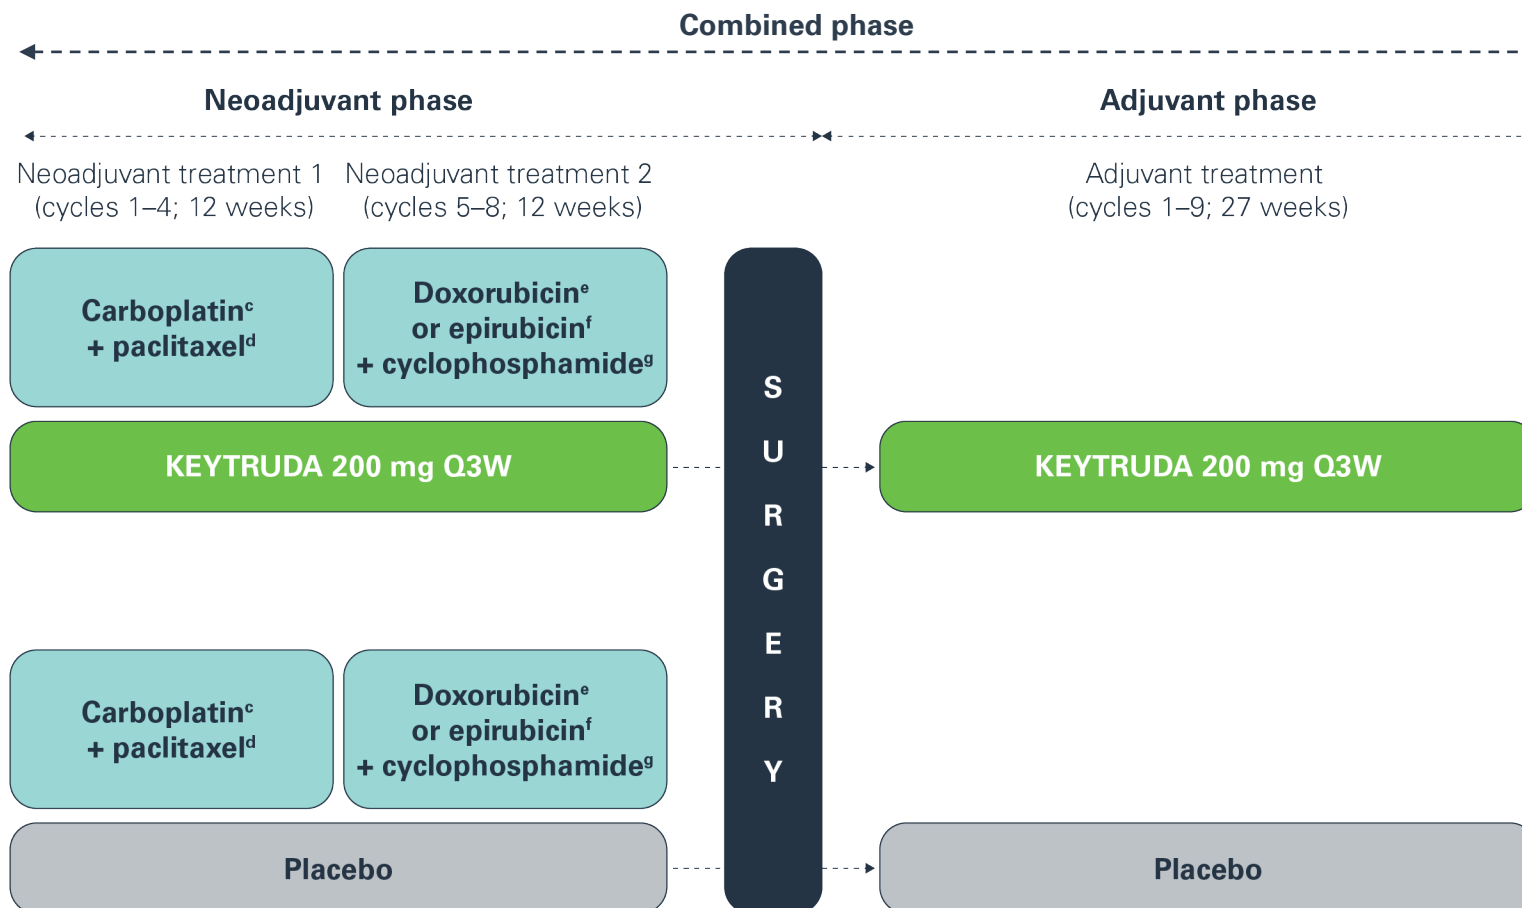 Combined phase
Neoadjuvant phase
Adjuvant phase
Neoadjuvant treatment 1
(cycles 1–4; 12 weeks)
Neoadjuvant treatment 2
(cycles 5–8; 12 weeks)
Adjuvant treatment
(cycles 1–9; 27 weeks)
Carboplatinᶜ
+ paclitaxelᵈ
Doxorubicinᵉ
or epirubicinᶠ
+ cyclophosphamideᵍ
KEYTRUDA 200 mg Q3W
SURGERY
KEYTRUDA 200 mg Q3W
Carboplatinᶜ
+ paclitaxelᵈ
Doxorubicinᵉ
or epirubicinᶠ
+ cyclophosphamideᵍ
Placebo
Placebo